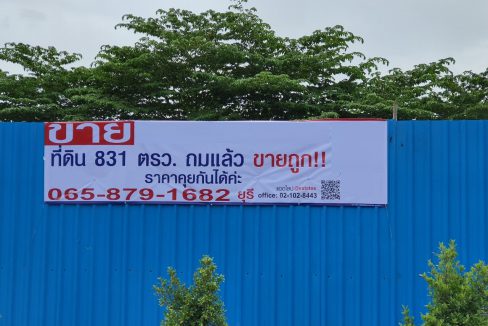 ขาย
ที่ดิน 831 ตรว. ถมแล้ว ขายถูก!!
ราคาคุยกันได้ค่ะ
065-879-1682 ยุรี office: 02-102-8443